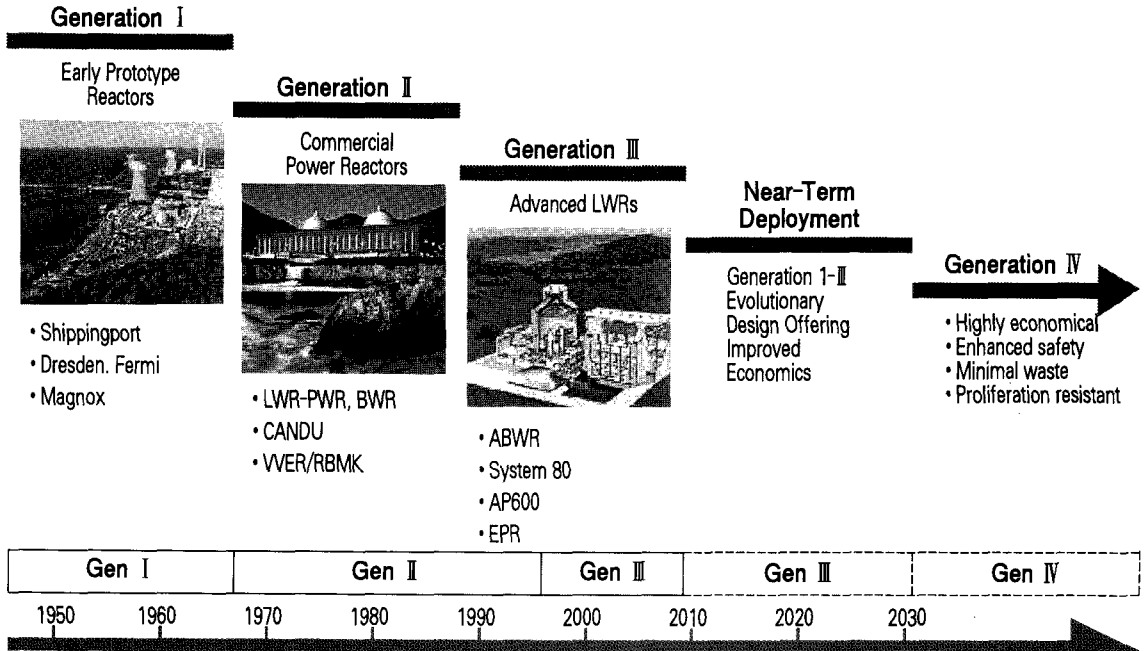 Generation Ⅰ
Early Prototype
Reactors
• Shippingport
• Dresden. Fermi
• Magnox
Generation Ⅱ
Commercial
Power Reactors
• LWR-PWR, BWR
• CANDU
• VVER/RBMK
Generation Ⅲ
Advanced LWRs
• ABWR
• System 80
• AP600
• EPR
Near-Term
Deployment
Generation 1-Ⅲ
Evolutionary
Design Offering
Improved
Economics
Generation Ⅳ
• Highly economical
• Enhanced safety
• Minimal waste
• Proliferation resistant
Gen Ⅰ Gen Ⅱ Gen Ⅲ Gen Ⅲ Gen Ⅳ
1950 1960 1970 1980 1990 2000 2010 2020 2030